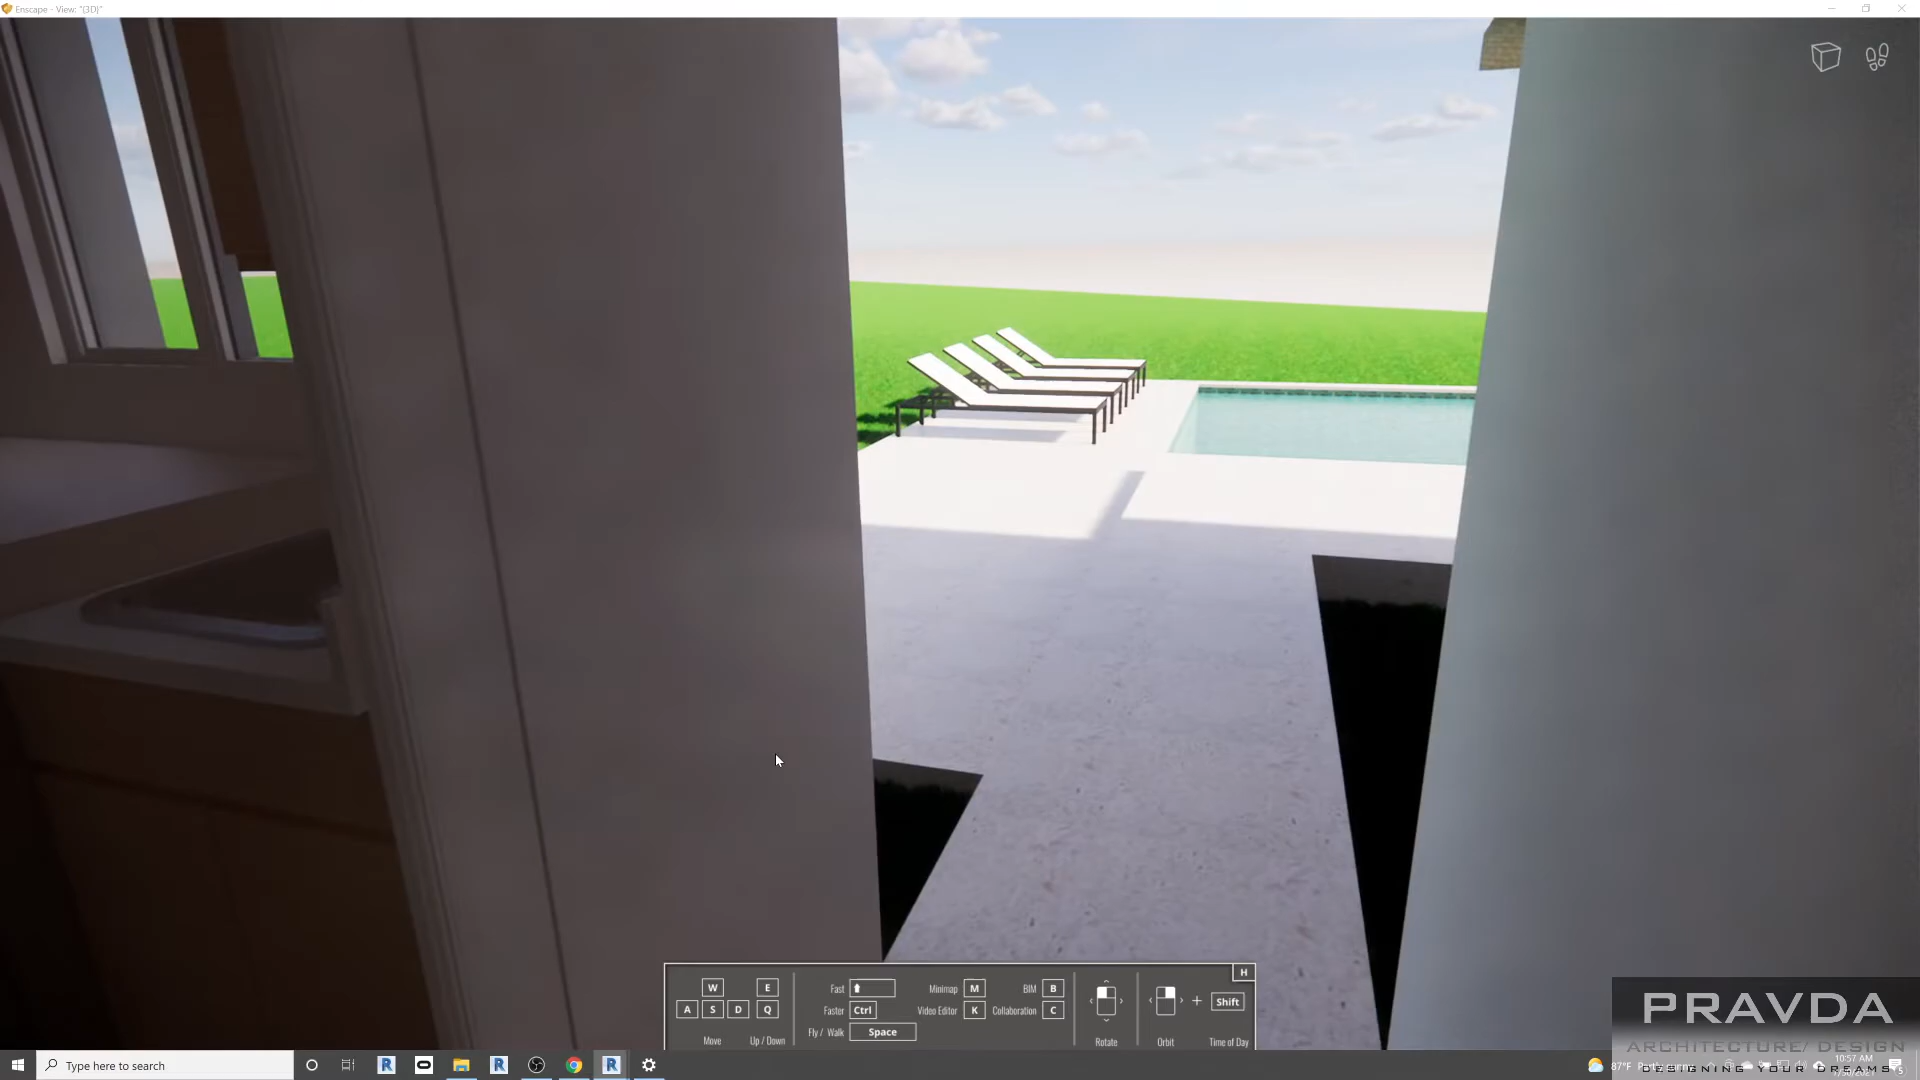 Enscape - View: "{3D}"
H
W E
A S D Q
Move Up / Down
Fast
Faster Ctrl
Fly / Walk Space
Minimap M BIM B
Video Editor K Collaboration C
Rotate
+ Shift
Orbit Time of Day
PRAVDA
ARCHITECTURE/ DESIGN
DESIGNING YOUR DREAMS
Type here to search
87°F
10:57 AM